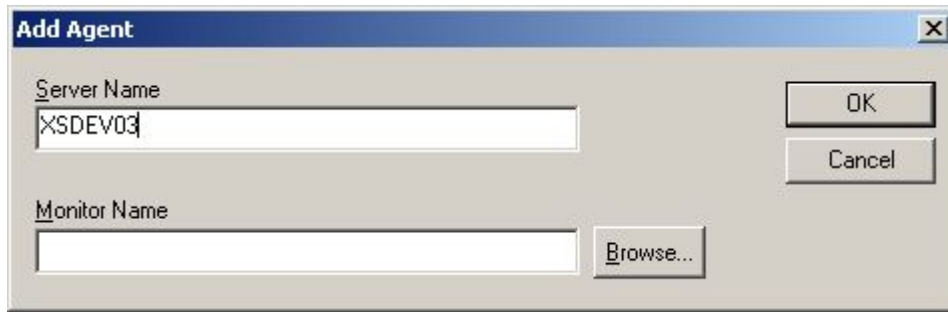 Add Agent
Server Name
XSDEV03
OK
Cancel
Monitor Name
Browse...